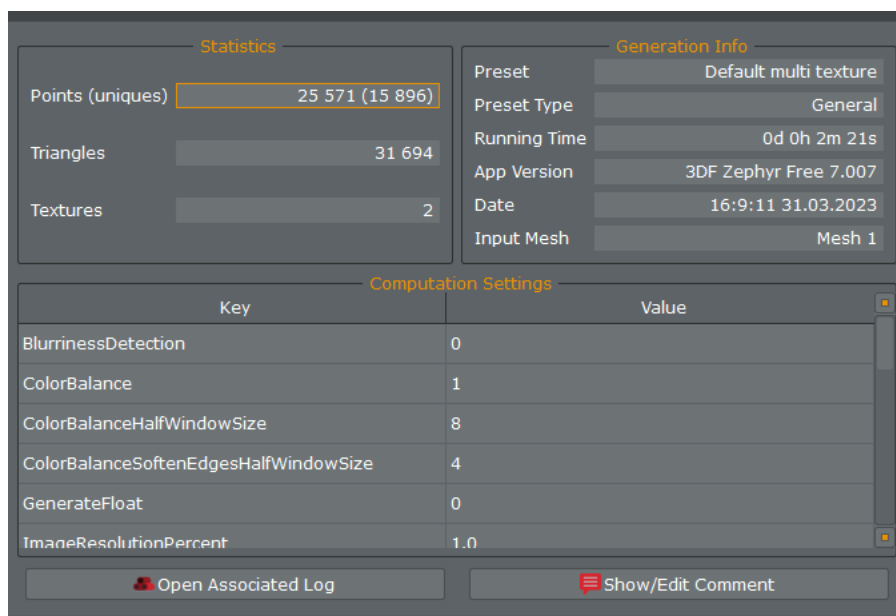 Statistics
Points (uniques) 25 571 (15 896)
Triangles 31 694
Textures 2
Generation Info
Preset Default multi texture
Preset Type General
Running Time 0d 0h 2m 21s
App Version 3DF Zephyr Free 7.007
Date 16:9:11 31.03.2023
Input Mesh Mesh 1
Computation Settings
Key Value
BlurrinessDetection 0
ColorBalance 1
ColorBalanceHalfWindowSize 8
ColorBalanceSoftenEdgesHalfWindowSize 4
GenerateFloat 0
ImageResolutionPercent 1.0
Open Associated Log Show/Edit Comment